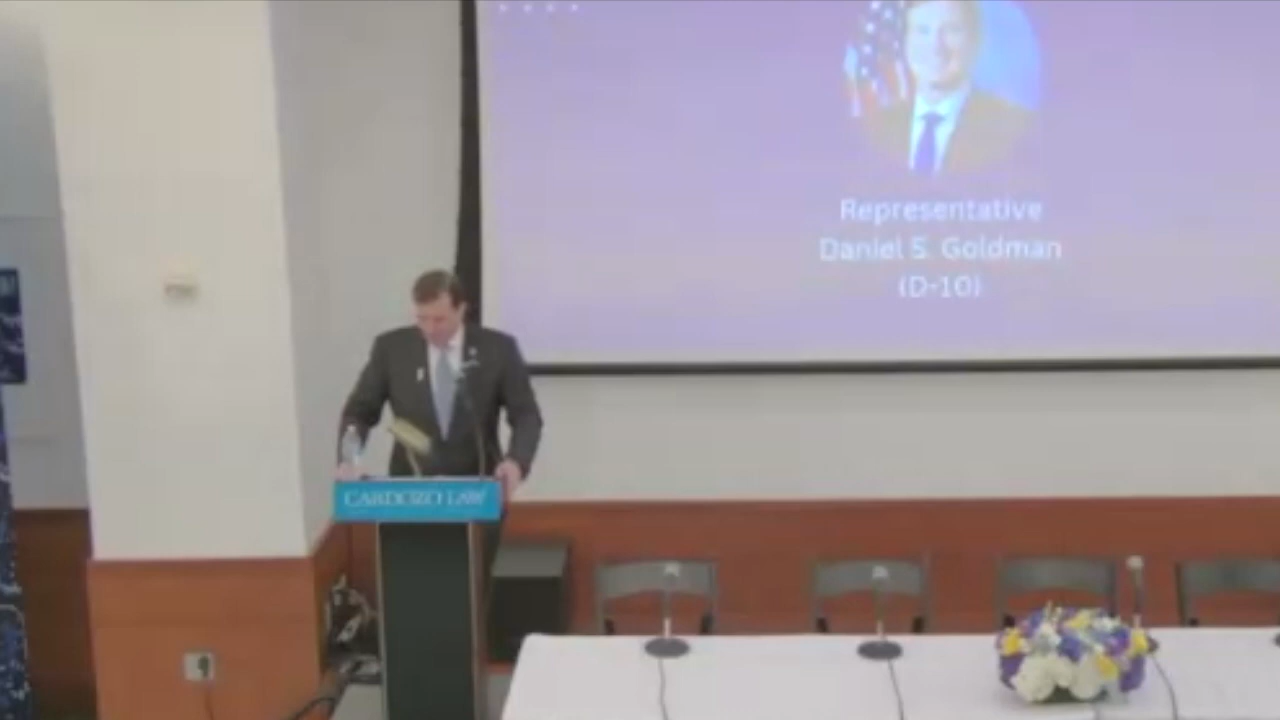 Representative
Daniel S. Goldman
(D-10)
CARDOZO LAW